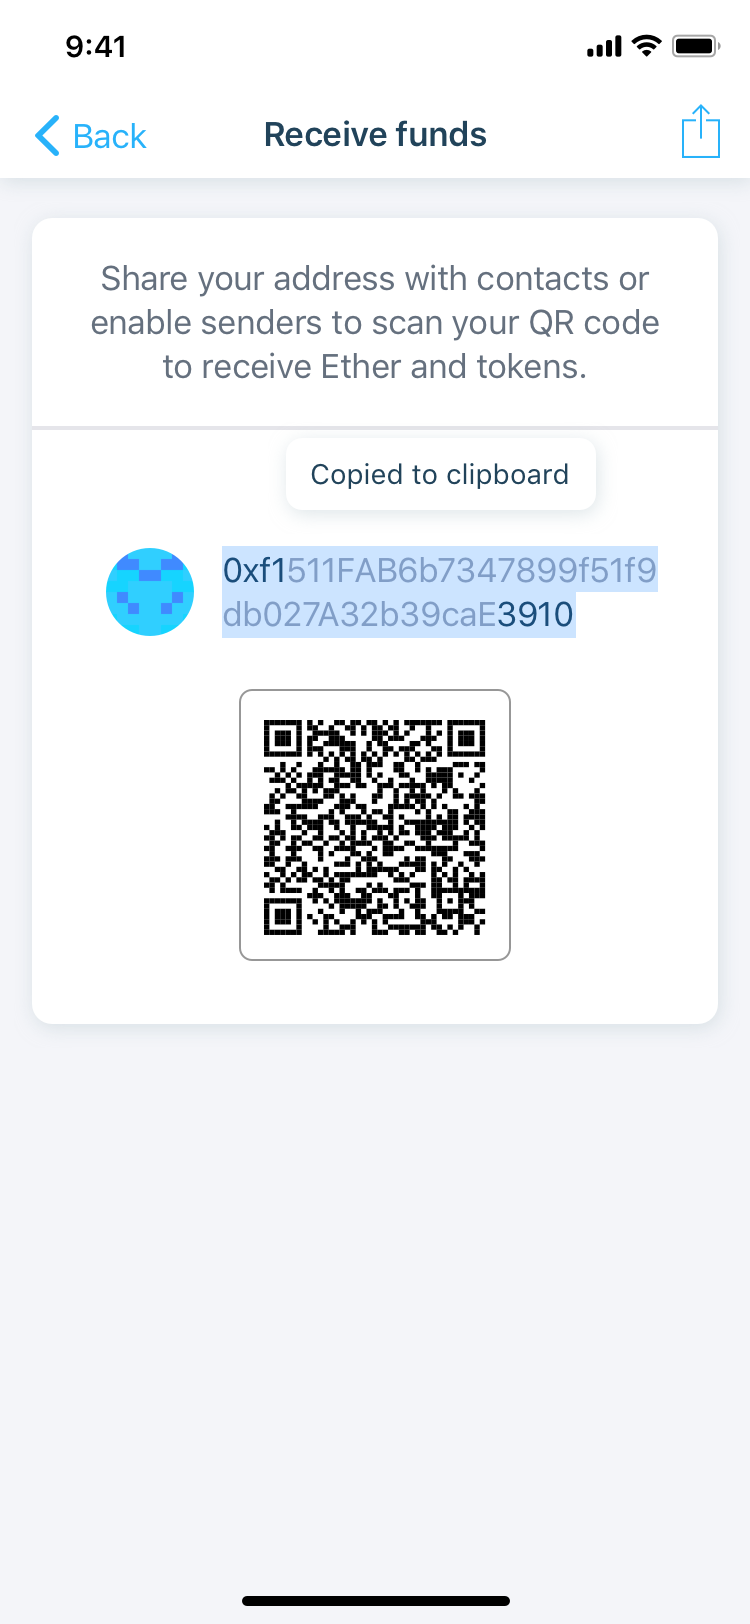 9:41
Back
Receive funds
Share your address with contacts or
enable senders to scan your QR code
to receive Ether and tokens.
Copied to clipboard
0xf1511FAB6b7347899f51f9
db027A32b39caE3910